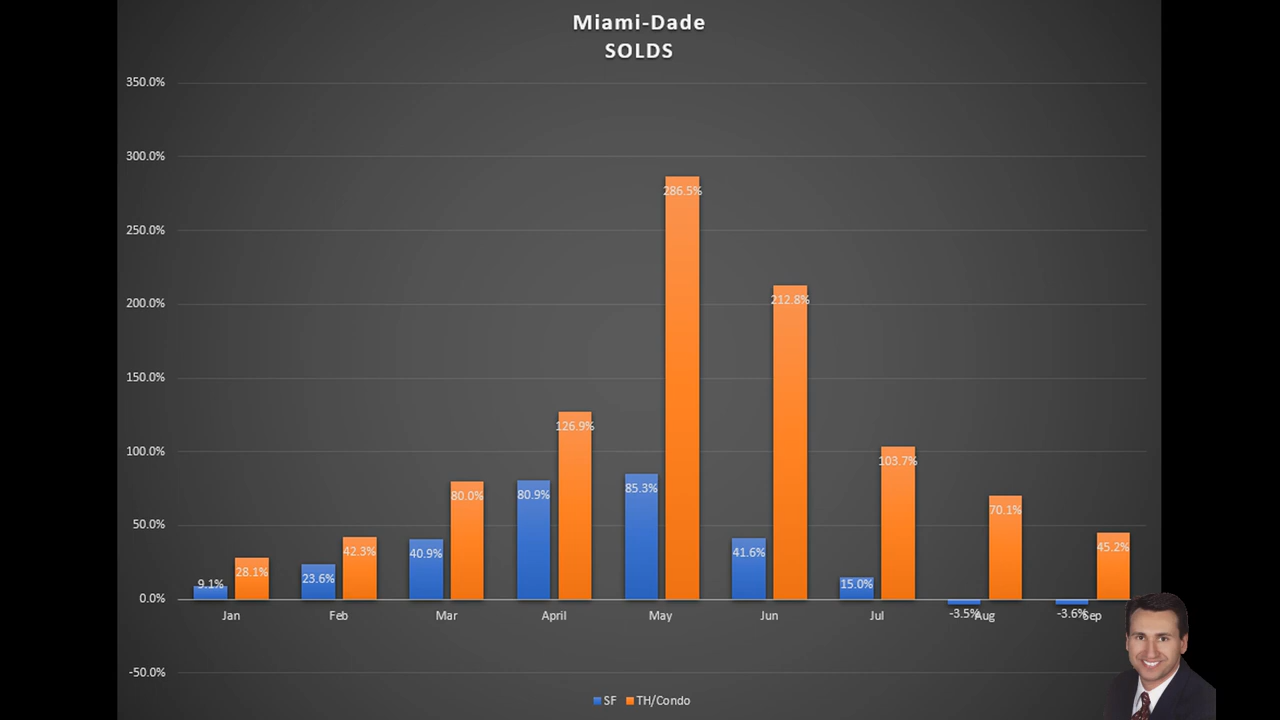 Miami-Dade
SOLDS
350.0%
300.0%
250.0%
200.0%
150.0%
100.0%
50.0%
0.0%
-50.0%
9.1%
28.1%
23.6%
42.3%
40.9%
80.0%
80.9%
126.9%
85.3%
286.5%
41.6%
212.8%
15.0%
103.7%
-3.5%
70.1%
-3.6%
45.2%
Jan
Feb
Mar
April
May
Jun
Jul
Aug
Sep
SF
TH/Condo